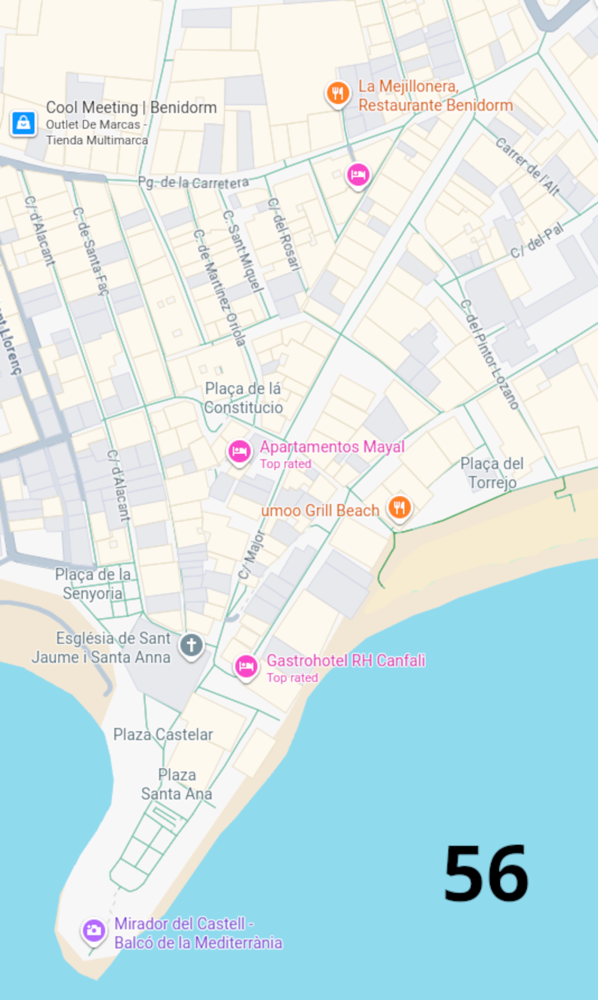 La Mejillonera,
Restaurante Benidorm
Cool Meeting | Benidorm
Outlet De Marcas -
Tienda Multimarca
Carrer de l'Alt
Pg. de la Carretera
C/ d'Alacant
C. de Santa Faç
C. de Martínez Oriola
C. Sant Miquel
C/ del Rosari
C/ del Pal
C. del Pintor Lozano
nt Llorenç
Plaça de lá
Constitucio
Apartamentos Mayal
Top rated
C/ d'Alacant
Plaça del
Torrejo
umoo Grill Beach
C/ Major
Plaça de la
Senyoria
Església de Sant
Jaume i Santa Anna
Gastrohotel RH Canfali
Top rated
Plaza Castelar
Plaza
Santa Ana
56
Mirador del Castell -
Balcó de la Mediterrània